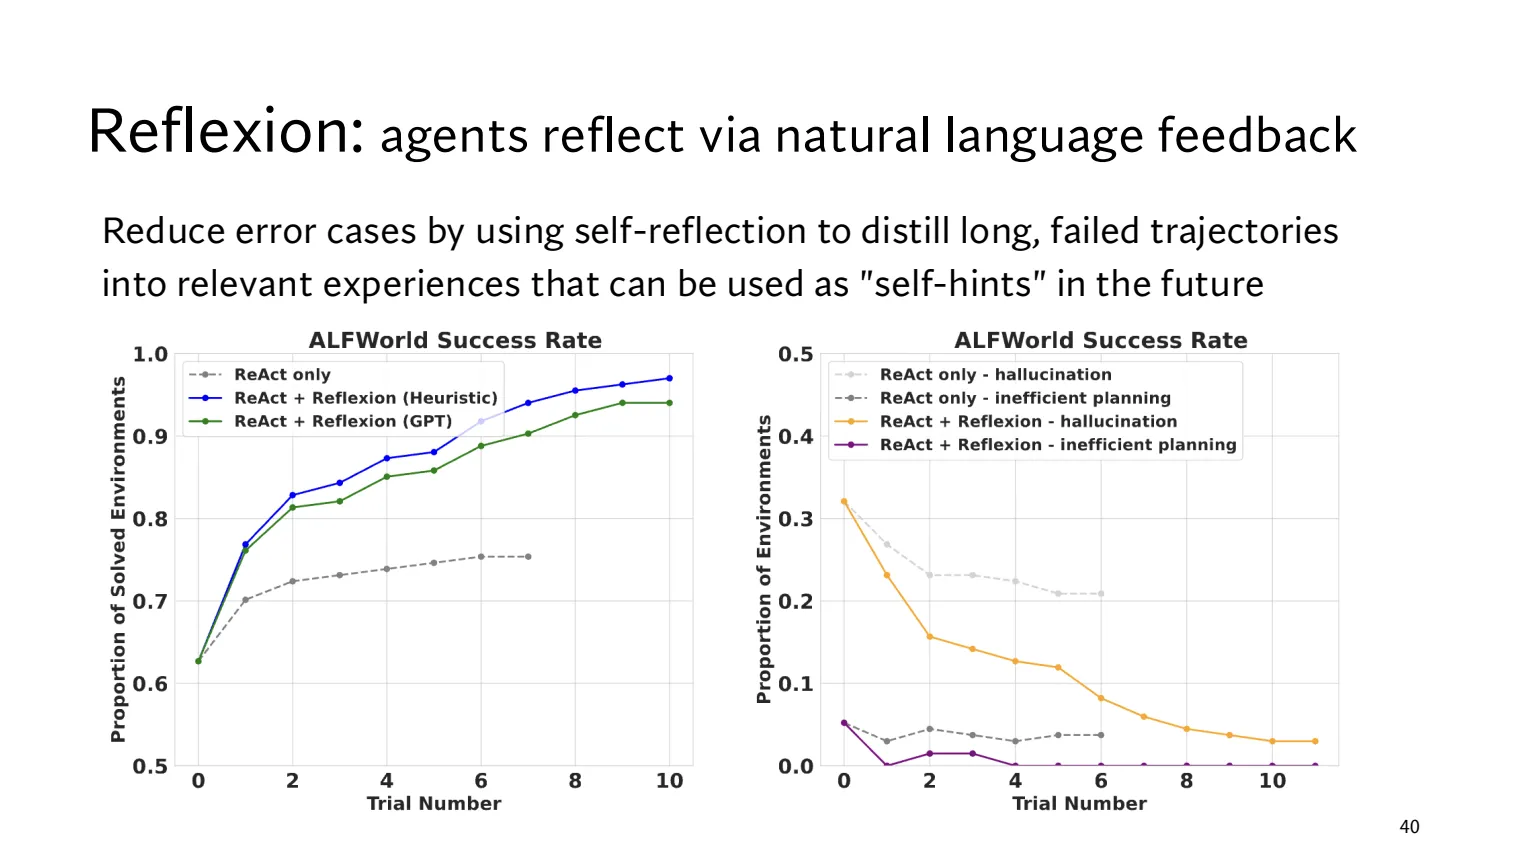 Reflexion: agents reflect via natural language feedback
Reduce error cases by using self-reflection to distill long, failed trajectories
into relevant experiences that can be used as "self-hints" in the future
ALFWorld Success Rate
ReAct only
ReAct + Reflexion (Heuristic)
ReAct + Reflexion (GPT)
Proportion of Solved Environments
1.0
0.9
0.8
0.7
0.6
0.5
0 2 4 6 8 10
Trial Number
ALFWorld Success Rate
ReAct only - hallucination
ReAct only - inefficient planning
ReAct + Reflexion - hallucination
ReAct + Reflexion - inefficient planning
Proportion of Environments
0.5
0.4
0.3
0.2
0.1
0.0
0 2 4 6 8 10
Trial Number
40